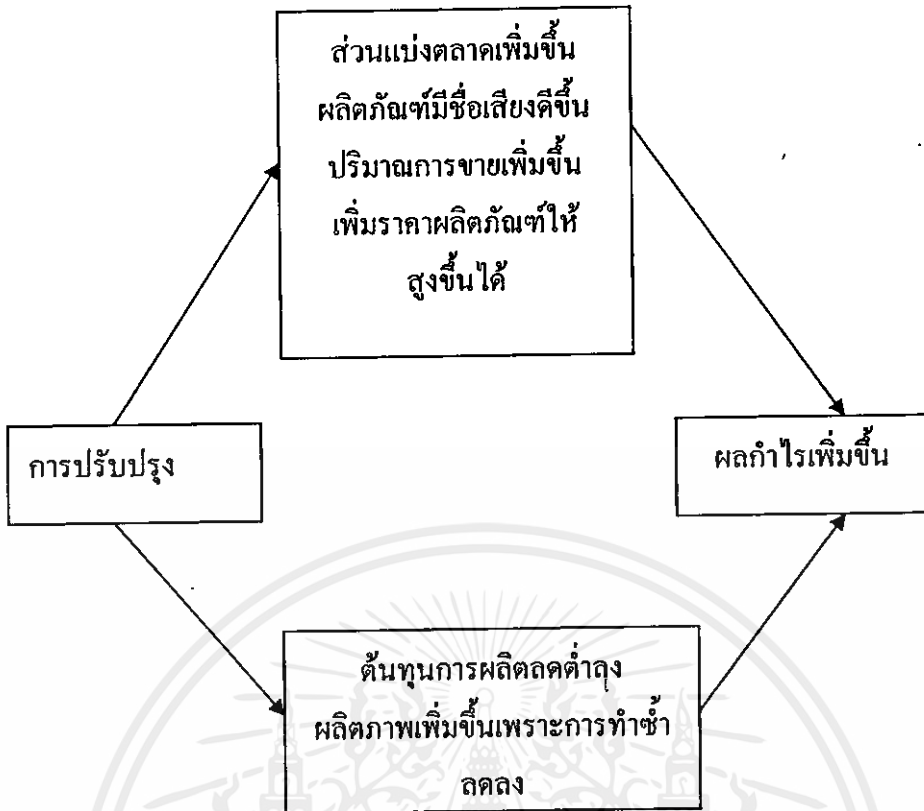 ส่วนแบ่งตลาดเพิ่มขึ้น
ผลิตภัณฑ์มีชื่อเสียงดีขึ้น
ปริมาณการขายเพิ่มขึ้น
เพิ่มราคาผลิตภัณฑ์ให้
สูงขึ้นได้
การปรับปรุง
ผลกำไรเพิ่มขึ้น
ต้นทุนการผลิตลดต่ำลง
ผลิตภาพเพิ่มขึ้นเพราะการทำซ้ำ
ลดลง